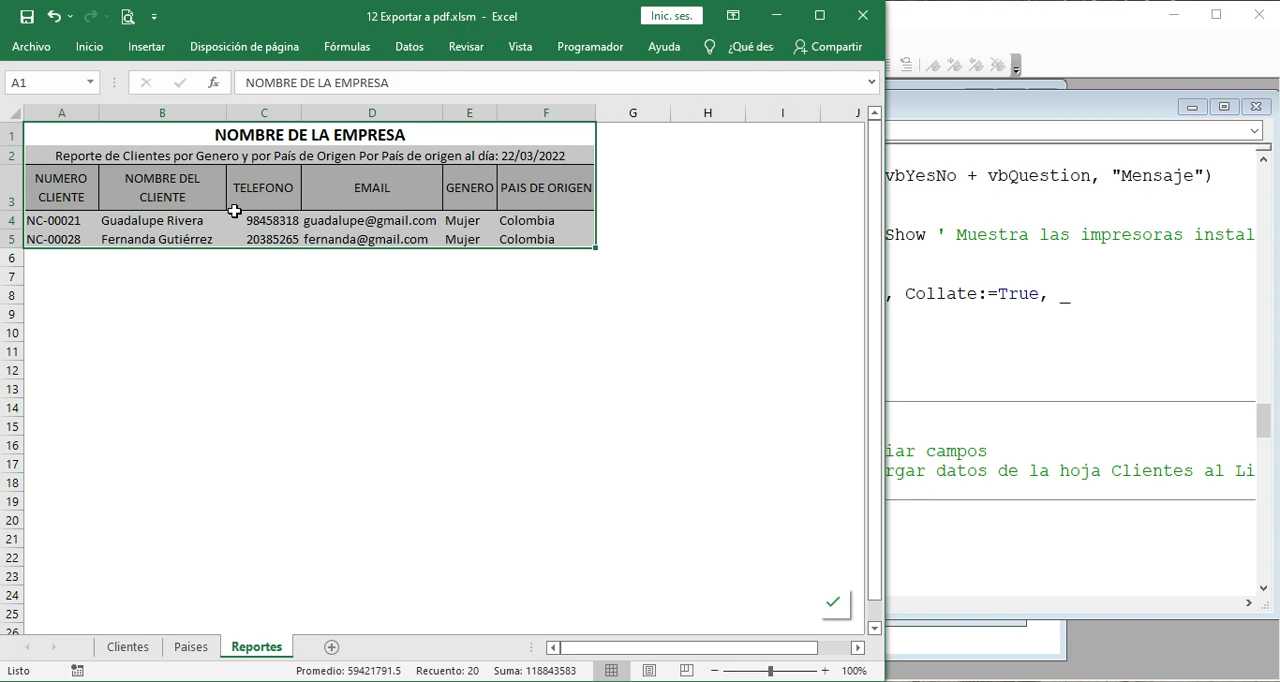 12 Exportar a pdf.xlsm - Excel
Inic. ses.
Archivo Inicio Insertar Disposición de página Fórmulas Datos Revisar Vista Programador Ayuda ¿Qué des Compartir
A1 fx NOMBRE DE LA EMPRESA
A B C D E F G H I J
1 NOMBRE DE LA EMPRESA
2 Reporte de Clientes por Genero y por País de Origen Por País de origen al día: 22/03/2022
3 NUMERO CLIENTE NOMBRE DEL CLIENTE TELEFONO EMAIL GENERO PAIS DE ORIGEN
4 NC-00021 Guadalupe Rivera 98458318 guadalupe@gmail.com Mujer Colombia
5 NC-00028 Fernanda Gutiérrez 20385265 fernanda@gmail.com Mujer Colombia
6
7
8
9
10
11
12
13
14
15
16
17
18
19
20
21
22
23
24
25
26
Clientes Paises Reportes
Listo Promedio: 59421791.5 Recuento: 20 Suma: 118843583 100%
vbYesNo + vbQuestion, "Mensaje")
Show ' Muestra las impresoras instal
, Collate:=True, _
iar campos
rgar datos de la hoja Clientes al Li